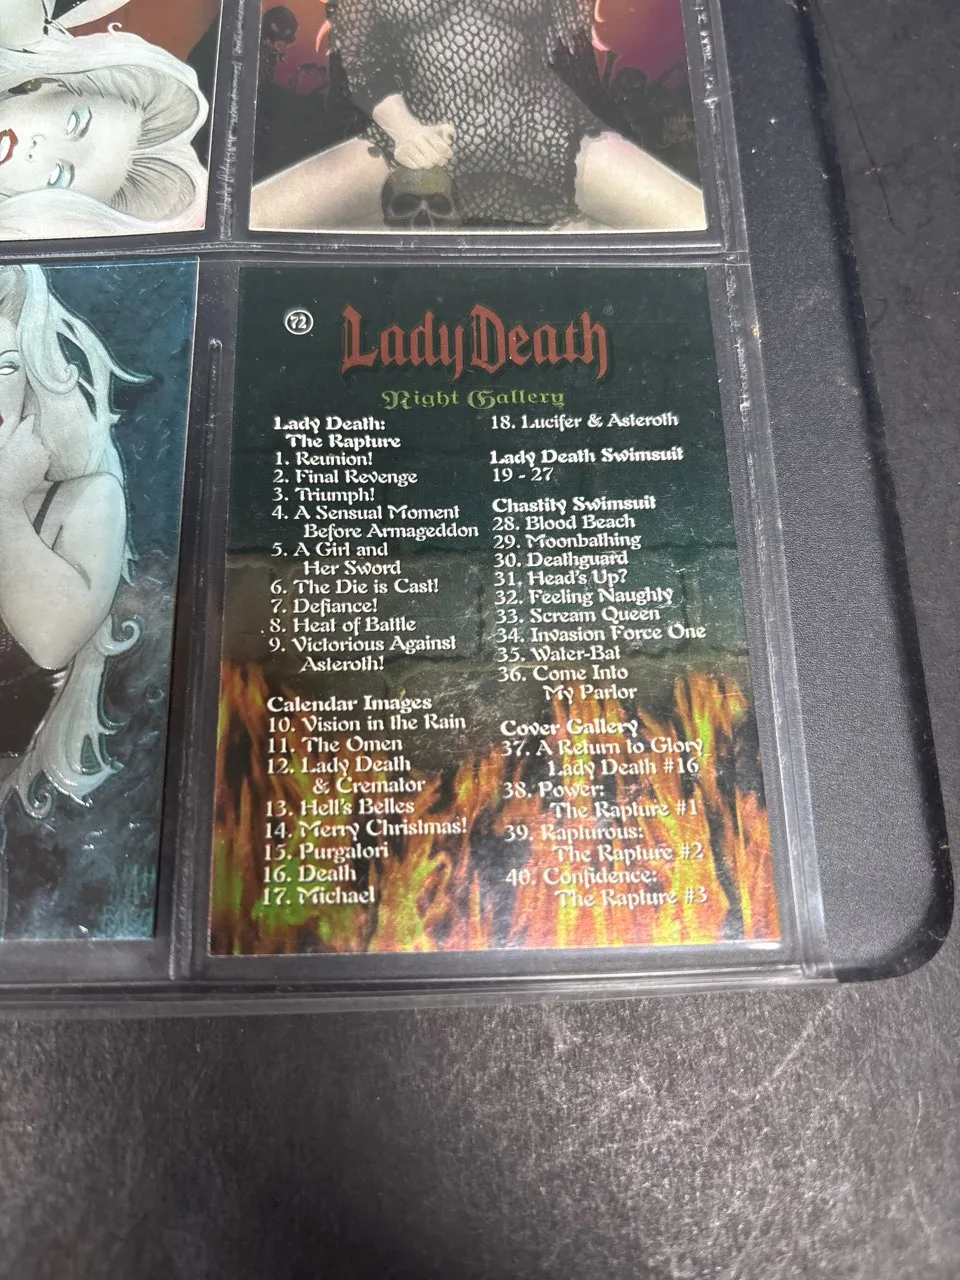 72
Lady Death
Night Gallery
Lady Death:
The Rapture
1. Reunion!
2. Final Revenge
3. Triumph!
4. A Sensual Moment
Before Armageddon
5. A Girl and
Her Sword
6. The Die is Cast!
7. Defiance!
8. Heat of Battle
9. Victorious Against
Asteroth!
Calendar Images
10. Vision in the Rain
11. The Omen
12. Lady Death
& Cremator
13. Hell's Belles
14. Merry Christmas!
15. Purgatori
16. Death
17. Michael
18. Lucifer & Asteroth
Lady Death Swimsuit
19 - 27
Chastity Swimsuit
28. Blood Beach
29. Moonbathing
30. Deathguard
31. Head's Up?
32. Feeling Naughty
33. Scream Queen
34. Invasion Force One
35. Water-Bat
36. Come Into
My Parlor
Cover Gallery
37. A Return to Glory
Lady Death #16
38. Power:
The Rapture #1
39. Rapturous:
The Rapture #2
40. Confidence:
The Rapture #3